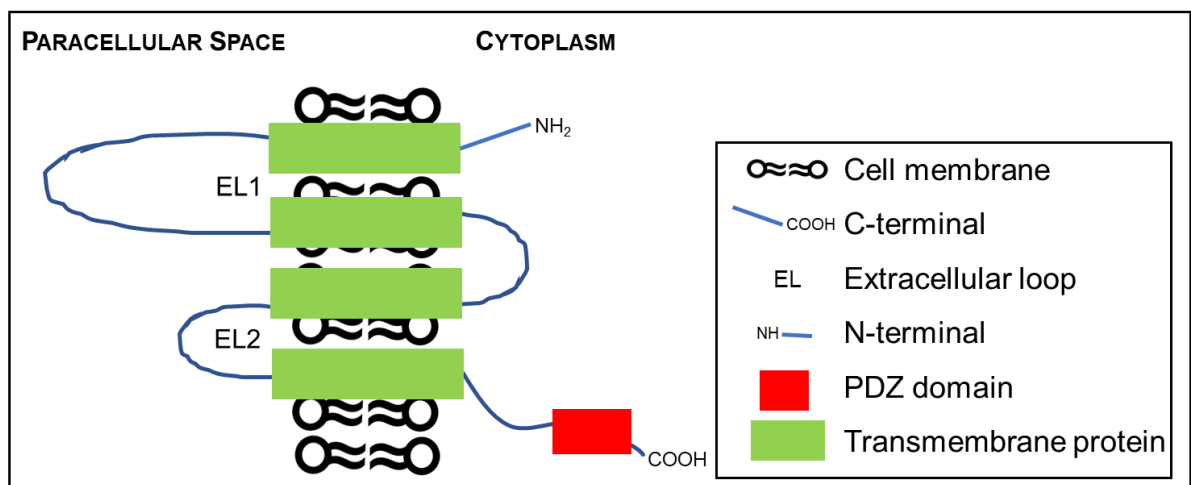 PARACELLULAR SPACE
CYTOPLASM
NH2
EL1
EL2
COOH
Cell membrane
COOH C-terminal
EL Extracellular loop
NH N-terminal
PDZ domain
Transmembrane protein